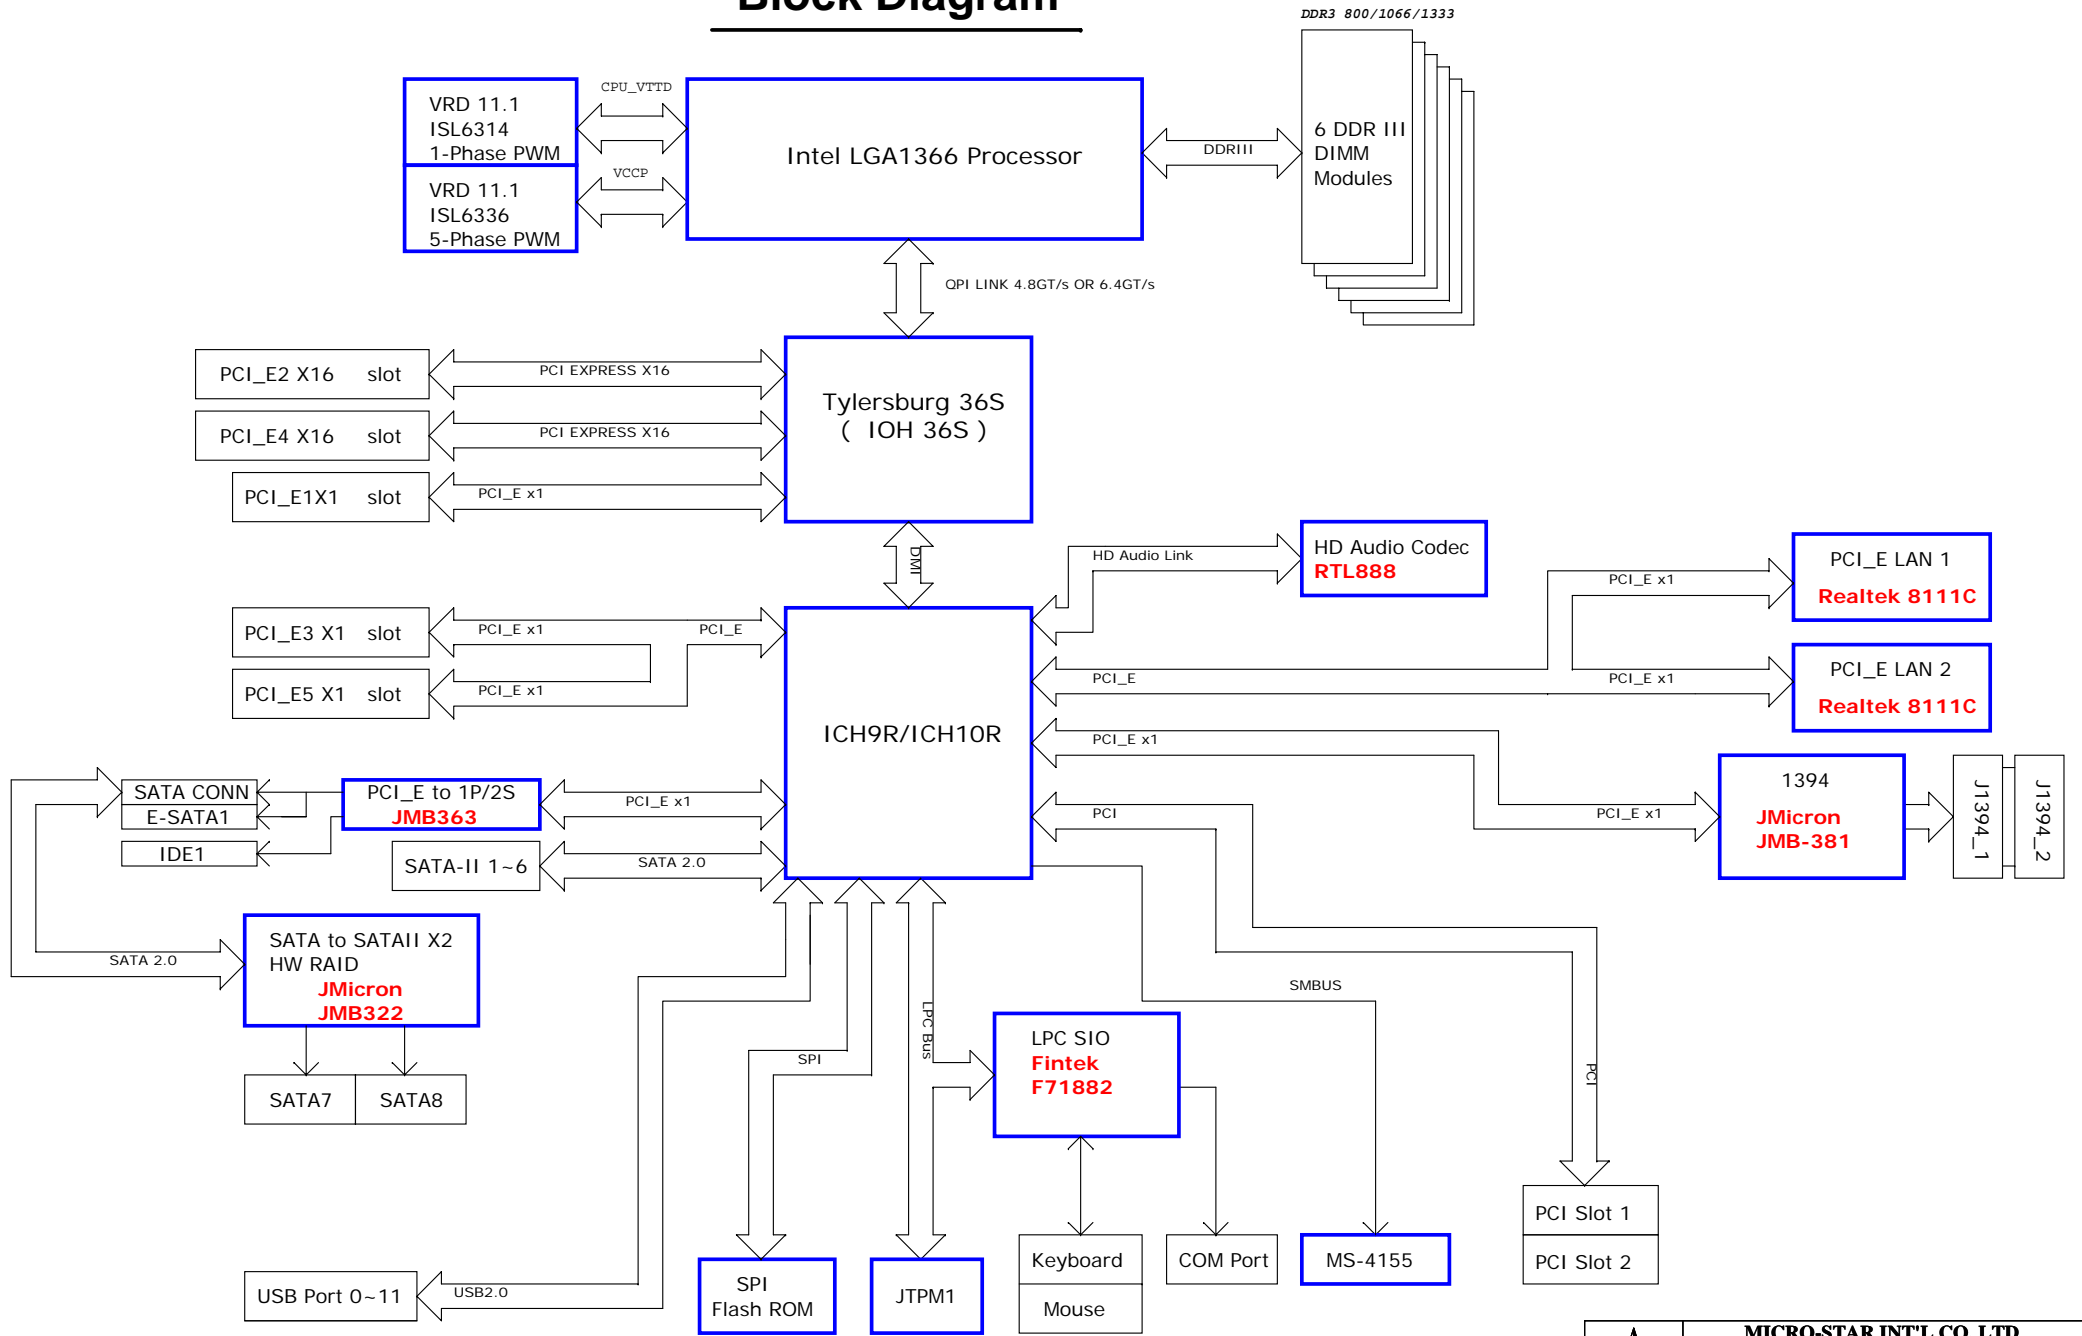 Block Diagram
DDR3 800/1066/1333
VRD 11.1
ISL6314
1-Phase PWM
CPU_VTTD
VRD 11.1
ISL6336
5-Phase PWM
VCCP
Intel LGA1366 Processor
DDRIII
6 DDR III
DIMM
Modules
QPI LINK 4.8GT/s OR 6.4GT/s
PCI_E2 X16 slot
PCI EXPRESS X16
PCI_E4 X16 slot
PCI EXPRESS X16
PCI_E1X1 slot
PCI_E x1
Tylersburg 36S
( IOH 36S )
DMI
HD Audio Link
HD Audio Codec
RTL888
PCI_E x1
PCI_E LAN 1
Realtek 8111C
PCI_E3 X1 slot
PCI_E x1
PCI_E
PCI_E5 X1 slot
PCI_E x1
ICH9R/ICH10R
PCI_E
PCI_E x1
PCI_E LAN 2
Realtek 8111C
PCI_E x1
PCI_E x1
1394
JMicron
JMB-381
J1394_1
J1394_2
SATA CONN
E-SATA1
IDE1
PCI_E to 1P/2S
JMB363
PCI_E x1
PCI
SATA-II 1~6
SATA 2.0
SATA 2.0
SATA to SATAII X2
HW RAID
JMicron
JMB322
SATA7
SATA8
SMBUS
LPC Bus
SPI
LPC SIO
Fintek
F71882
PCI
PCI Slot 1
PCI Slot 2
USB Port 0~11
USB2.0
SPI
Flash ROM
JTPM1
Keyboard
Mouse
COM Port
MS-4155
MICRO-STAR INT'L CO.,LTD